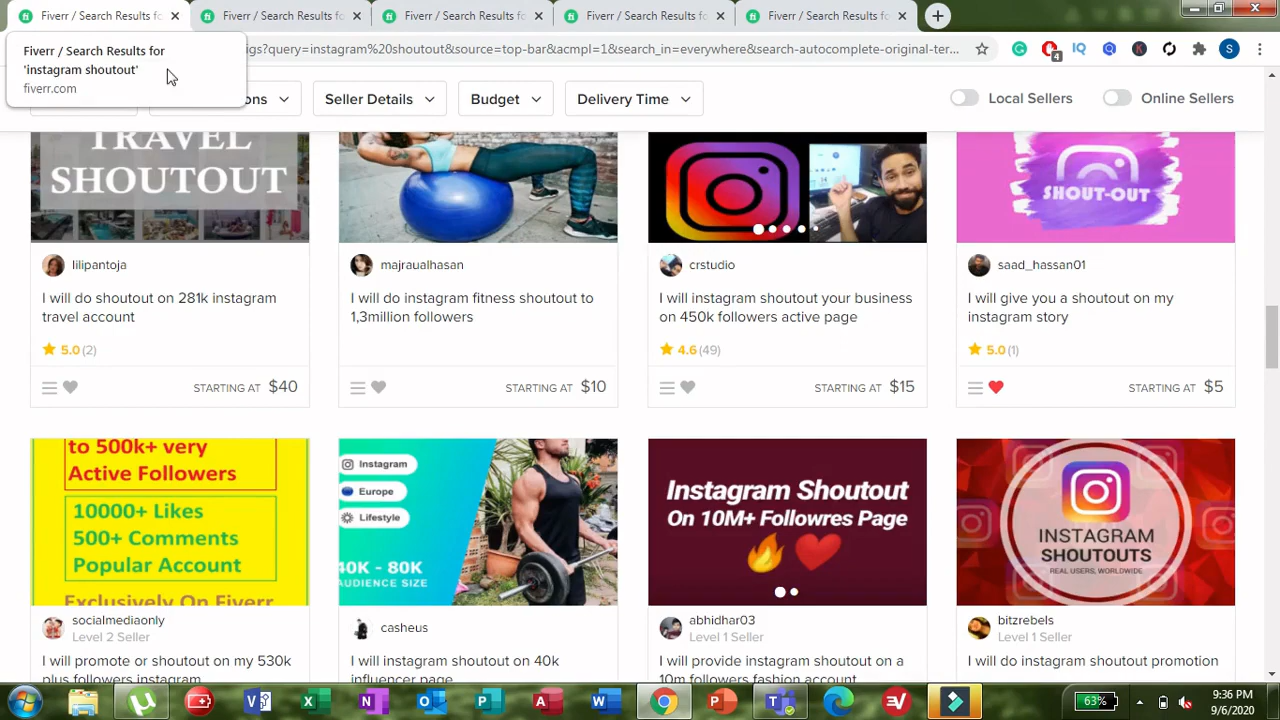 Fiverr / Search Results for
Fiverr / Search Results for
Fiverr / Search Results for
Fiverr / Search Results for
Fiverr / Search Results for
Fiverr / Search Results for
'instagram shoutout'
fiverr.com
igs?query=instagram%20shoutout&source=top-bar&acmpl=1&search_in=everywhere&search-autocomplete-original-ter...
4
IQ
K
S
ons
Seller Details
Budget
Delivery Time
Local Sellers
Online Sellers
TRAVEL
SHOUTOUT
SHOUT-OUT
lilipantoja
majraualhasan
crstudio
saad_hassan01
I will do shoutout on 281k instagram
travel account
I will do instagram fitness shoutout to
1,3million followers
I will instagram shoutout your business
on 450k followers active page
I will give you a shoutout on my
instagram story
5.0 (2)
4.6 (49)
5.0 (1)
STARTING AT $40
STARTING AT $10
STARTING AT $15
STARTING AT $5
to 500k+ very
Active Followers
10000+ Likes
500+ Comments
Popular Account
Exclusively On Fiverr
Instagram
Europe
Lifestyle
40K - 80K
AUDIENCE SIZE
Instagram Shoutout
On 10M+ Followres Page
INSTAGRAM
SHOUTOUTS
REAL USERS, WORLDWIDE
socialmediaonly
Level 2 Seller
casheus
abhidhar03
Level 1 Seller
bitzrebels
Level 1 Seller
I will promote or shoutout on my 530k
plus followers instagram
I will instagram shoutout on 40k
influencer page
I will provide instagram shoutout on a
10m followers fashion account
I will do instagram shoutout promotion
63%
9:36 PM
9/6/2020